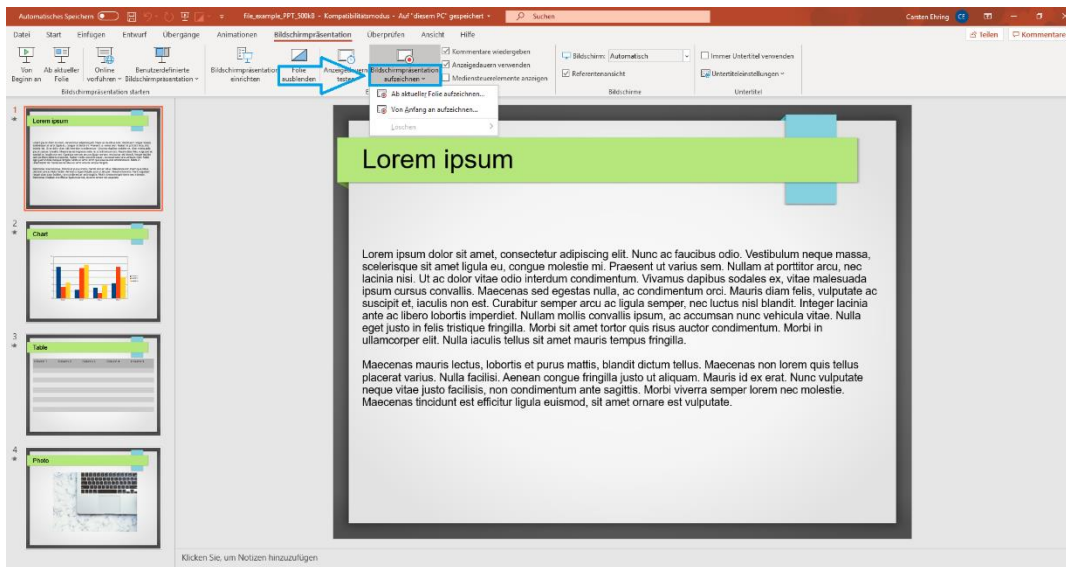 Automatisches Speichern
file_example_PPT_500kB - Kompatibilitätsmodus - Auf "diesem PC" gespeichert
Suchen
Carsten Ehring
CE
Datei Start Einfügen Entwurf Übergänge Animationen Bildschirmpräsentation Überprüfen Ansicht Hilfe
Teilen
Kommentare
Von Beginn an
Ab aktueller Folie
Online vorführen
Benutzerdefinierte Bildschirmpräsentation
Bildschirmpräsentation einrichten
Folie ausblenden
testen
Bildschirmpräsentation aufzeichnen
Kommentare wiedergeben
Anzeigedauern verwenden
Mediensteuerelemente anzeigen
Bildschirm: Automatisch
Referentenansicht
Immer Untertitel verwenden
Untertiteleinstellungen
Bildschirmpräsentation starten
Bildschirme
Untertitel
Ab aktueller Folie aufzeichnen...
Von Anfang an aufzeichnen...
Löschen
1
Lorem ipsum
2
Chart
3
Table
4
Photo
Lorem ipsum
Lorem ipsum dolor sit amet, consectetur adipiscing elit. Nunc ac faucibus odio. Vestibulum neque massa,
scelerisque sit amet ligula eu, congue molestie mi. Praesent ut varius sem. Nullam at porttitor arcu, nec
lacinia nisi. Ut ac dolor vitae odio interdum condimentum. Vivamus dapibus sodales ex, vitae malesuada
ipsum cursus convallis. Maecenas sed egestas nulla, ac condimentum orci. Mauris diam felis, vulputate ac
suscipit et, iaculis non est. Curabitur semper arcu ac ligula semper, nec luctus nisl blandit. Integer lacinia
ante ac libero lobortis imperdiet. Nullam mollis convallis ipsum, ac accumsan nunc vehicula vitae. Nulla
eget justo in felis tristique fringilla. Morbi sit amet tortor quis risus auctor condimentum. Morbi in
ullamcorper elit. Nulla iaculis tellus sit amet mauris tempus fringilla.
Maecenas mauris lectus, lobortis et purus mattis, blandit dictum tellus. Maecenas non lorem quis tellus
placerat varius. Nulla facilisi. Aenean congue fringilla justo ut aliquam. Mauris id ex erat. Nunc vulputate
neque vitae justo facilisis, non condimentum ante sagittis. Morbi viverra semper lorem nec molestie.
Maecenas tincidunt est efficitur ligula euismod, sit amet ornare est vulputate.
Klicken Sie, um Notizen hinzuzufügen